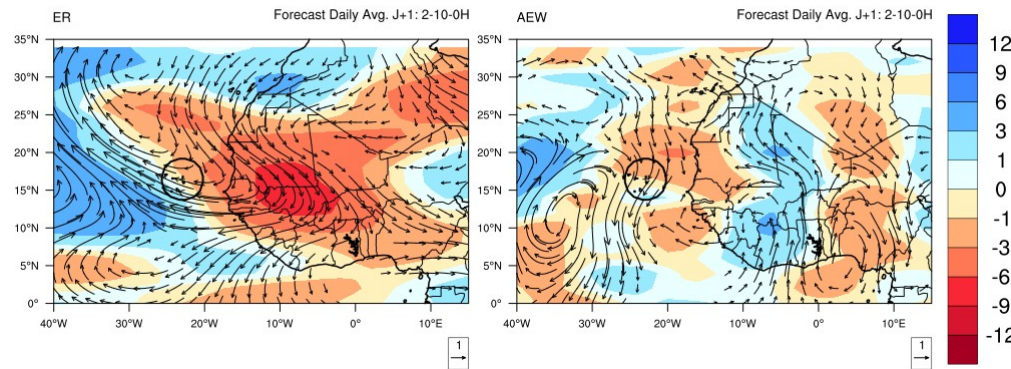 ER Forecast Daily Avg. J+1: 2-10-0H
35°N
30°N
25°N
20°N
15°N
10°N
5°N
0°
40°W 30°W 20°W 10°W 0° 10°E
1
AEW Forecast Daily Avg. J+1: 2-10-0H
35°N
30°N
25°N
20°N
15°N
10°N
5°N
0°
40°W 30°W 20°W 10°W 0° 10°E
1
12
9
6
3
1
0
-1
-3
-6
-9
-12